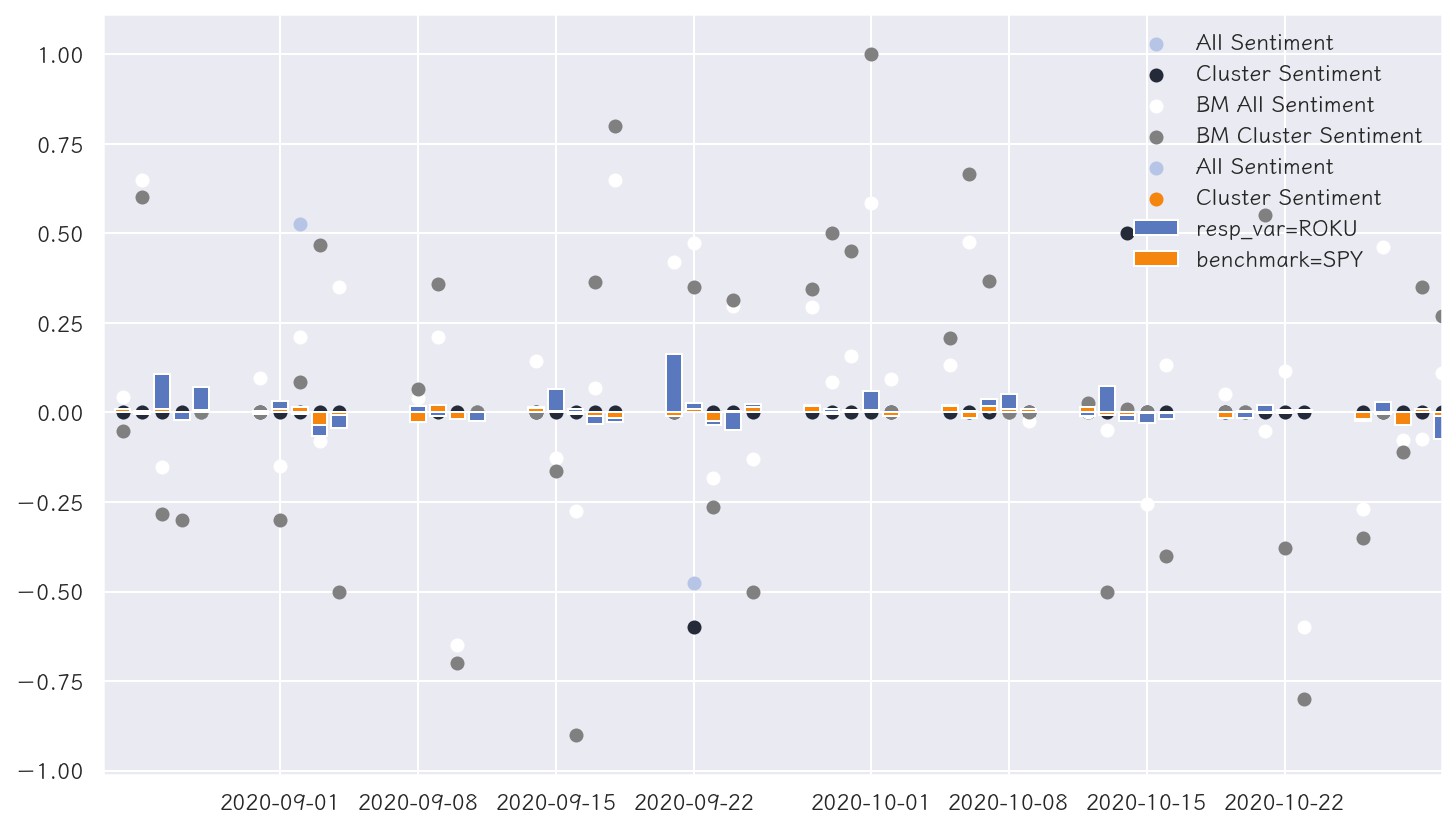 1.00
0.75
0.50
0.25
0.00
−0.25
−0.50
−0.75
−1.00
All Sentiment
Cluster Sentiment
BM All Sentiment
BM Cluster Sentiment
All Sentiment
Cluster Sentiment
resp_var=ROKU
benchmark=SPY
2020-09-01 2020-09-08 2020-09-15 2020-09-22 2020-10-01 2020-10-08 2020-10-15 2020-10-22